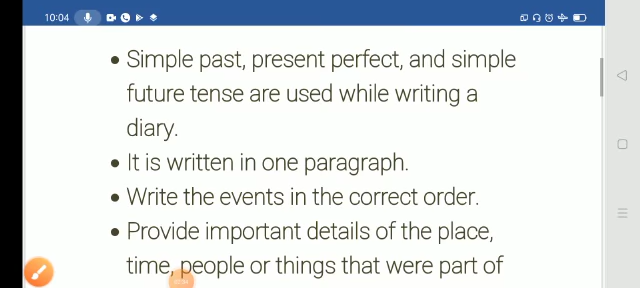 10:04
• Simple past, present perfect, and simple
future tense are used while writing a
diary.
• It is written in one paragraph.
• Write the events in the correct order.
• Provide important details of the place,
time, people or things that were part of